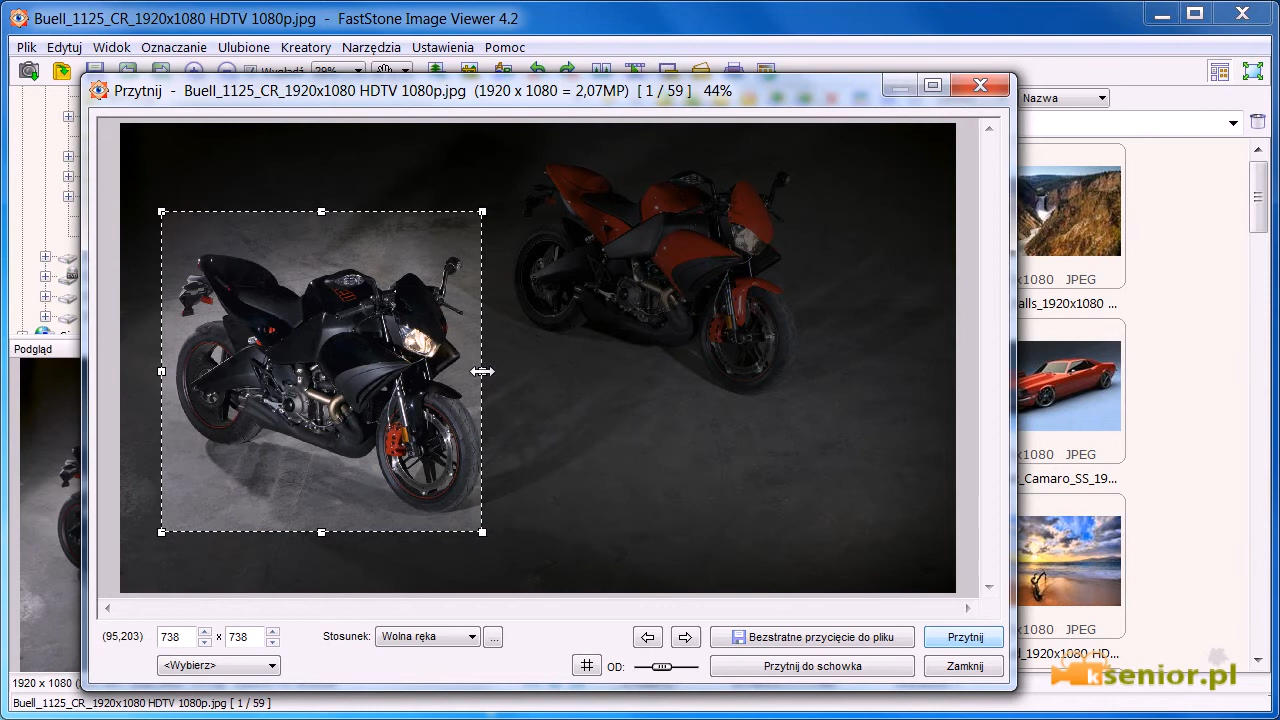 Buell_1125_CR_1920x1080 HDTV 1080p.jpg - FastStone Image Viewer 4.2
Plik Edytuj Widok Oznaczanie Ulubione Kreatory Narzędzia Ustawienia Pomoc
Wygładź
Przytnij - Buell_1125_CR_1920x1080 HDTV 1080p.jpg (1920 x 1080 = 2,07MP) [ 1 / 59 ] 44%
Nazwa
x1080 JPEG
alls_1920x1080 ...
Podgląd
x1080 JPEG
_Camaro_SS_19...
x1080 JPEG
_1920x1080 HD...
(95,203) 738 x 738 Stosunek: Wolna ręka ... Bezstratne przycięcie do pliku Przytnij
<Wybierz> OD: Przytnij do schowka Zamknij
ksenior.pl
1920 x 1080 (
Buell_1125_CR_1920x1080 HDTV 1080p.jpg [ 1 / 59 ]